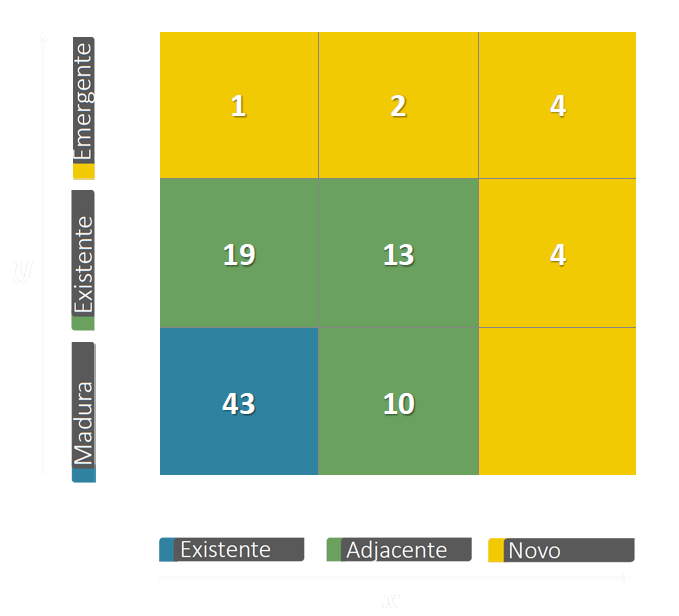 Emergente
1 2 4
Existente
19 13 4
y
Madura
43 10
Existente Adjacente Novo
x